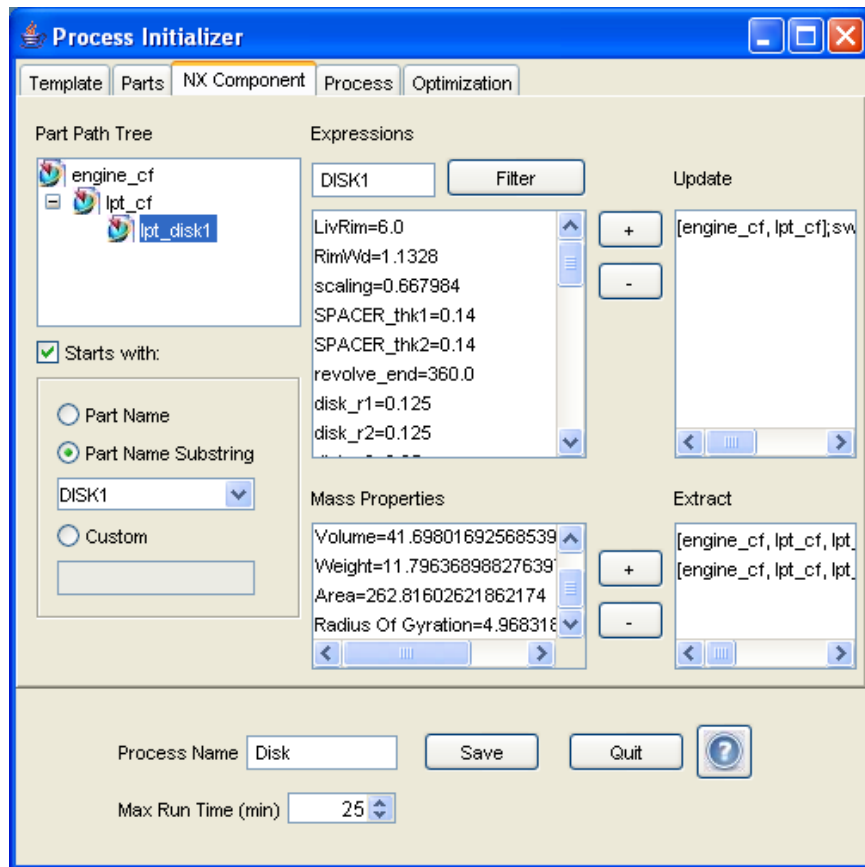 Process Initializer
Template Parts NX Component Process Optimization
Part Path Tree
engine_cf
lpt_cf
lpt_disk1
Starts with:
Part Name
Part Name Substring
DISK1
Custom
Expressions
DISK1 Filter
LivRim=6.0
RimWd=1.1328
scaling=0.667984
SPACER_thk1=0.14
SPACER_thk2=0.14
revolve_end=360.0
disk_r1=0.125
disk_r2=0.125
+
-
Update
[engine_cf, lpt_cf];sw
Mass Properties
Volume=41.69801692568539
Weight=11.79636898827639
Area=262.81602621862174
Radius Of Gyration=4.968318
+
-
Extract
[engine_cf, lpt_cf, lpt_
[engine_cf, lpt_cf, lpt_
Process Name Disk Save Quit ?
Max Run Time (min) 25